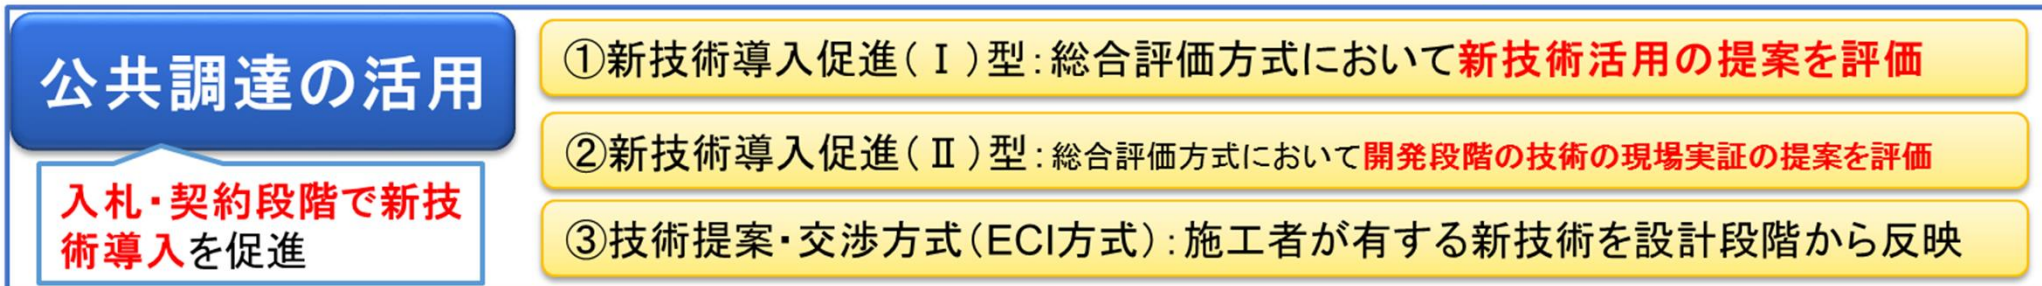 公共調達の活用
入札・契約段階で新技
術導入を促進
①新技術導入促進(Ⅰ)型:総合評価方式において新技術活用の提案を評価
②新技術導入促進(Ⅱ)型:総合評価方式において開発段階の技術の現場実証の提案を評価
③技術提案・交渉方式(ECI方式):施工者が有する新技術を設計段階から反映